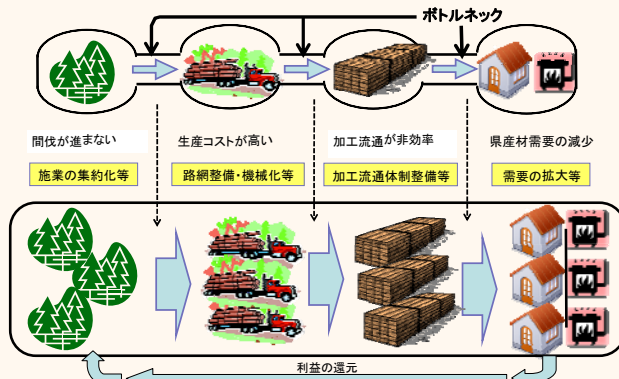 ボトルネック
間伐が進まない
生産コストが高い
加工流通が非効率
県産材需要の減少
施業の集約化等
路網整備・機械化等
加工流通体制整備等
需要の拡大等
利益の還元